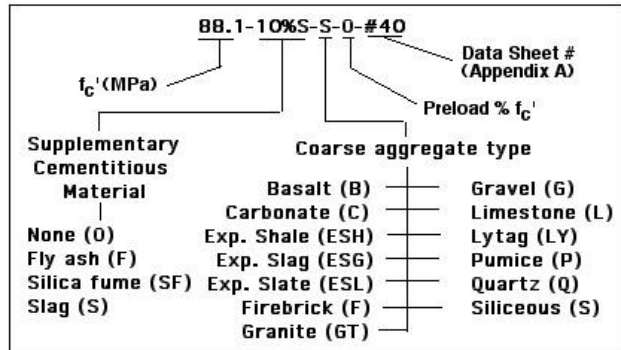 88.1-10%S-S-0-#40
Data Sheet #
(Appendix A)
fc'(MPa)
Preload % fc'
Supplementary
Cementitious
Material
None (O)
Fly ash (F)
Silica fume (SF)
Slag (S)
Coarse aggregate type
Basalt (B)
Carbonate (C)
Exp. Shale (ESH)
Exp. Slag (ESG)
Exp. Slate (ESL)
Firebrick (F)
Granite (GT)
Gravel (G)
Limestone (L)
Lytag (LY)
Pumice (P)
Quartz (Q)
Siliceous (S)